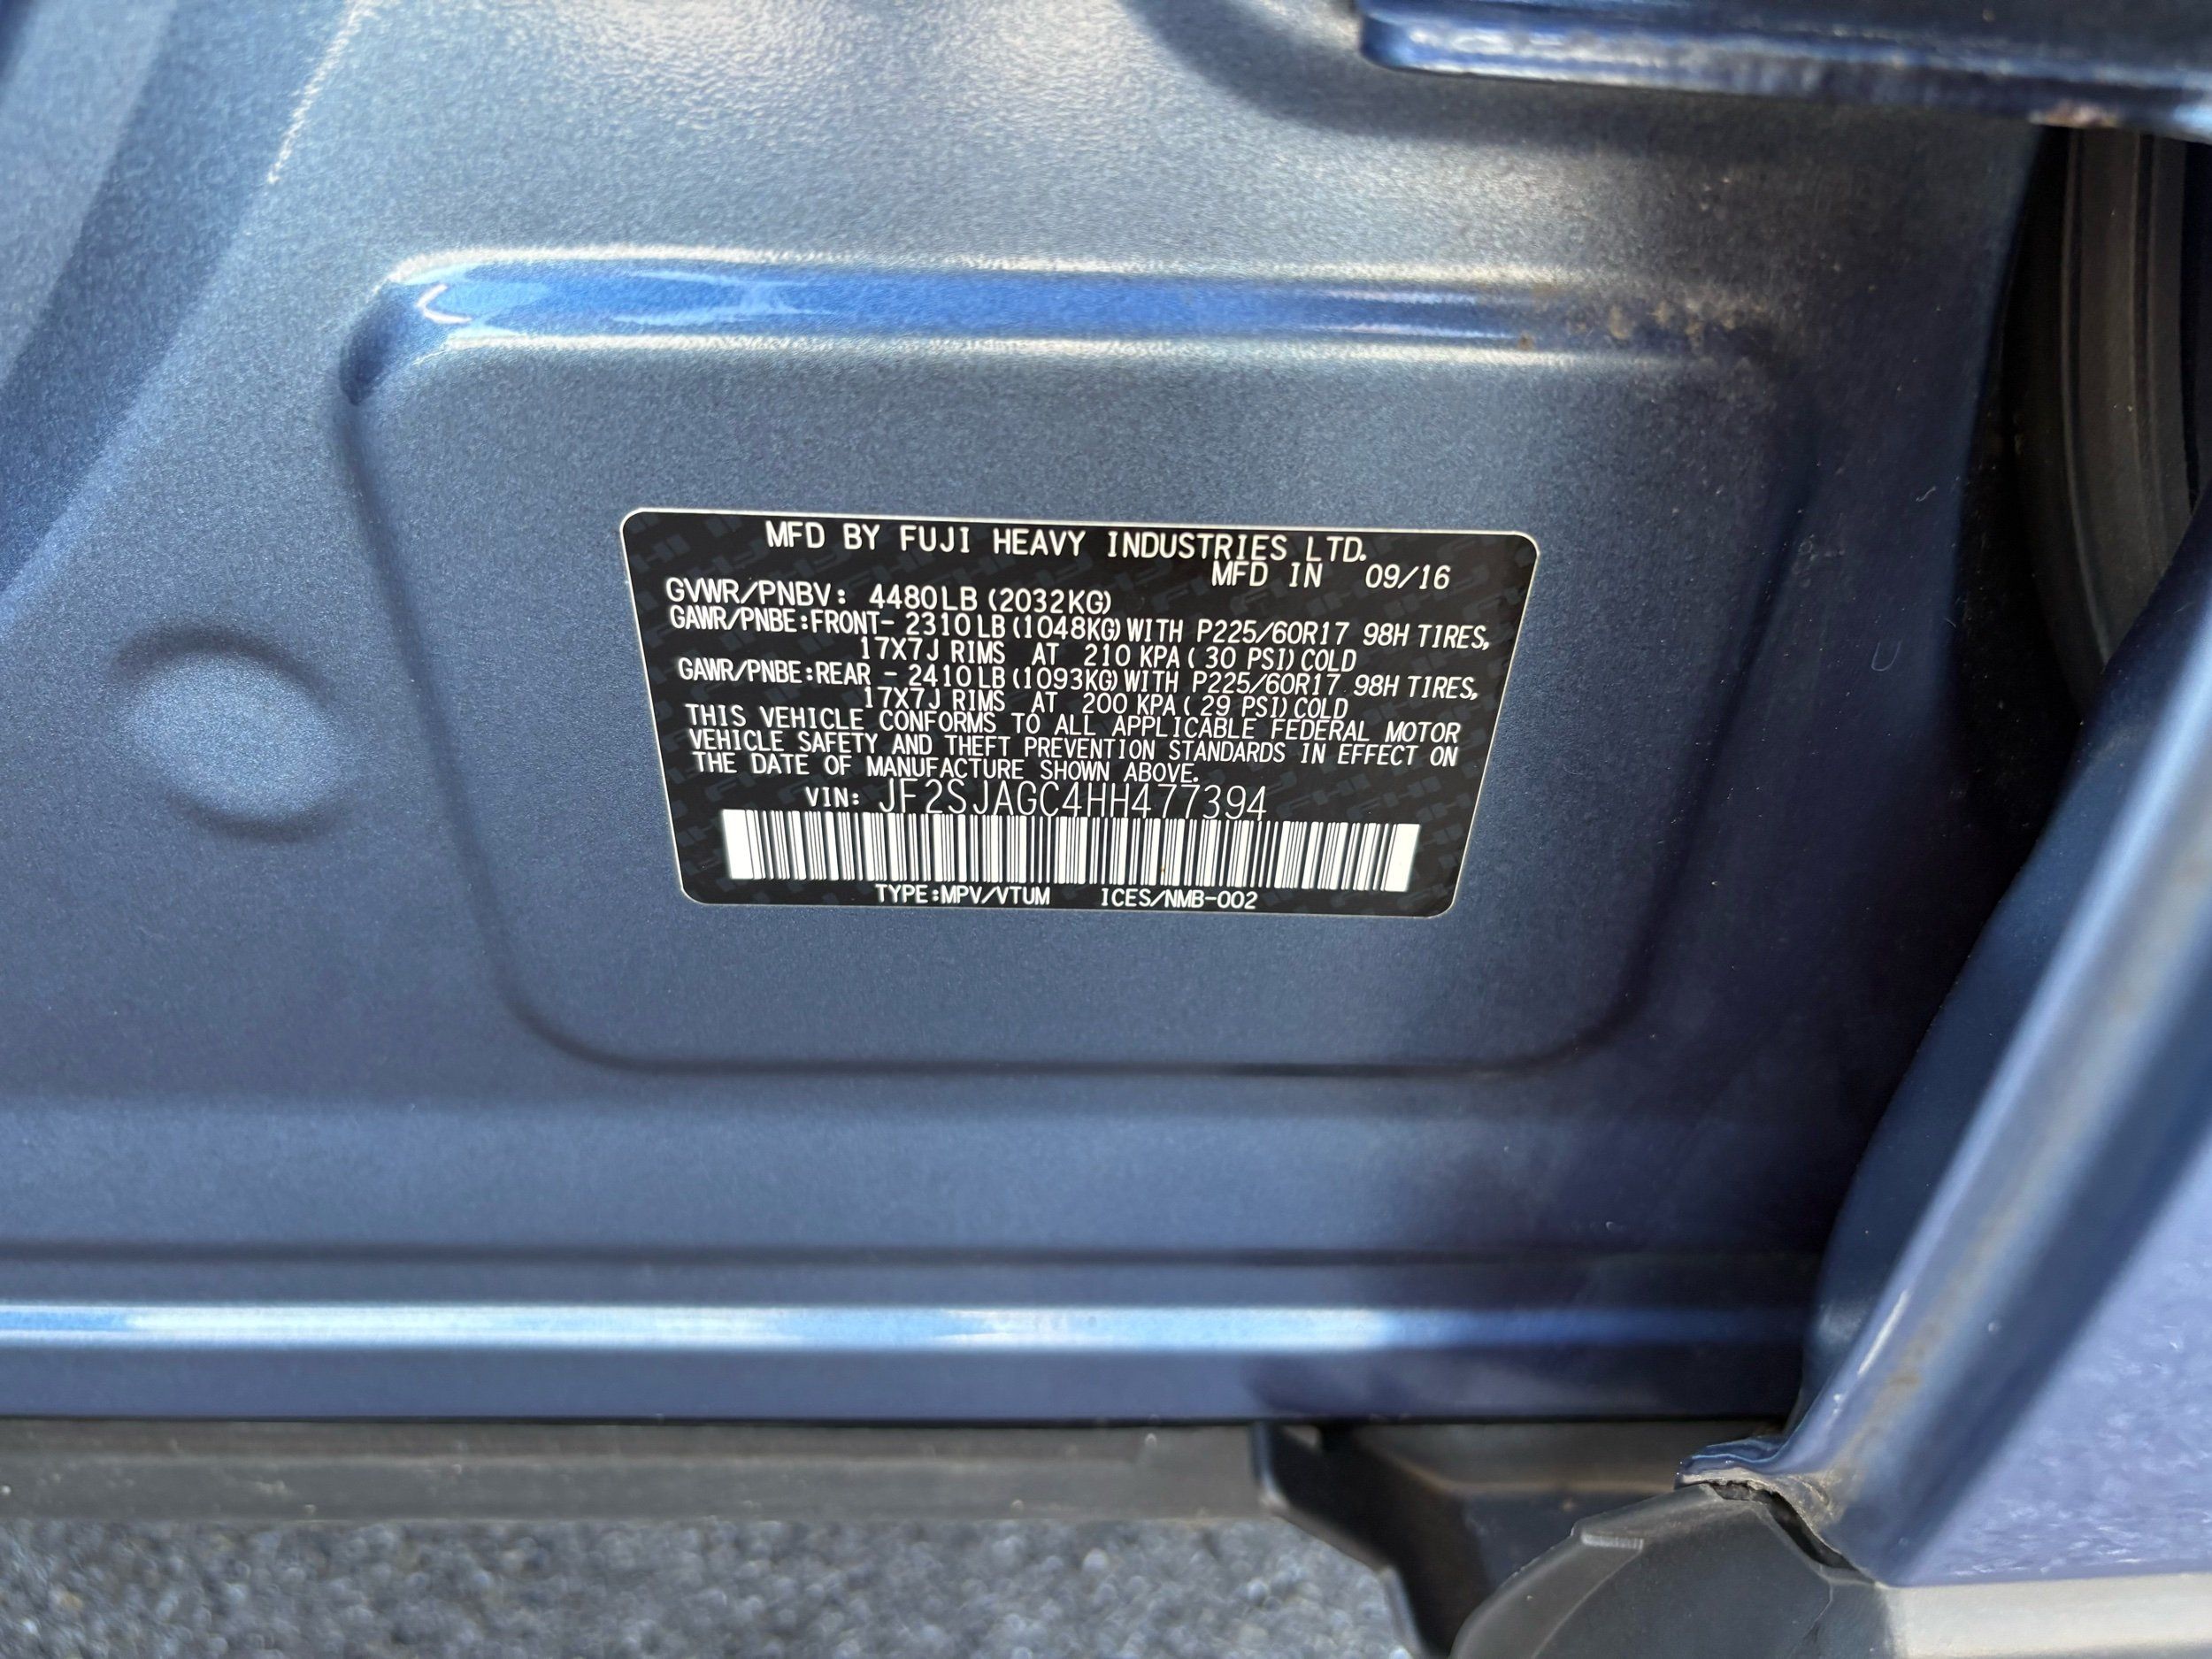 MFD BY FUJI HEAVY INDUSTRIES LTD.
MFD IN 09/16
GVWR/PNBV: 4480LB (2032KG)
GAWR/PNBE:FRONT- 2310LB (1048KG) WITH P225/60R17 98H TIRES,
17X7J RIMS AT 210 KPA ( 30 PSI) COLD
GAWR/PNBE:REAR - 2410LB (1093KG) WITH P225/60R17 98H TIRES,
17X7J RIMS AT 200 KPA ( 29 PSI) COLD
THIS VEHICLE CONFORMS TO ALL APPLICABLE FEDERAL MOTOR
VEHICLE SAFETY AND THEFT PREVENTION STANDARDS IN EFFECT ON
THE DATE OF MANUFACTURE SHOWN ABOVE.
VIN: JF2SJAGC4HH477394
TYPE:MPV/VTUM ICES/NMB-002